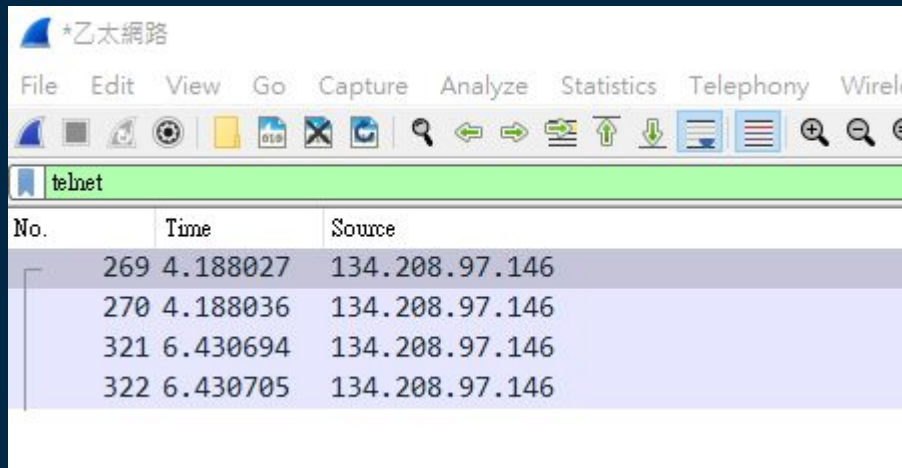 *乙太網路
File Edit View Go Capture Analyze Statistics Telephony Wirel
telnet
No. Time Source
269 4.188027 134.208.97.146
270 4.188036 134.208.97.146
321 6.430694 134.208.97.146
322 6.430705 134.208.97.146